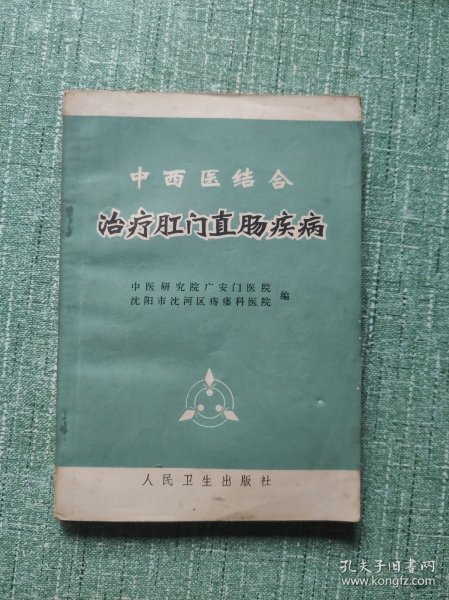 中西医结合
治疗肛门直肠疾病
中医研究院广安门医院
沈阳市沈河区痔瘘科医院
编
人民卫生出版社
孔夫子旧书网
www.kongfz.com